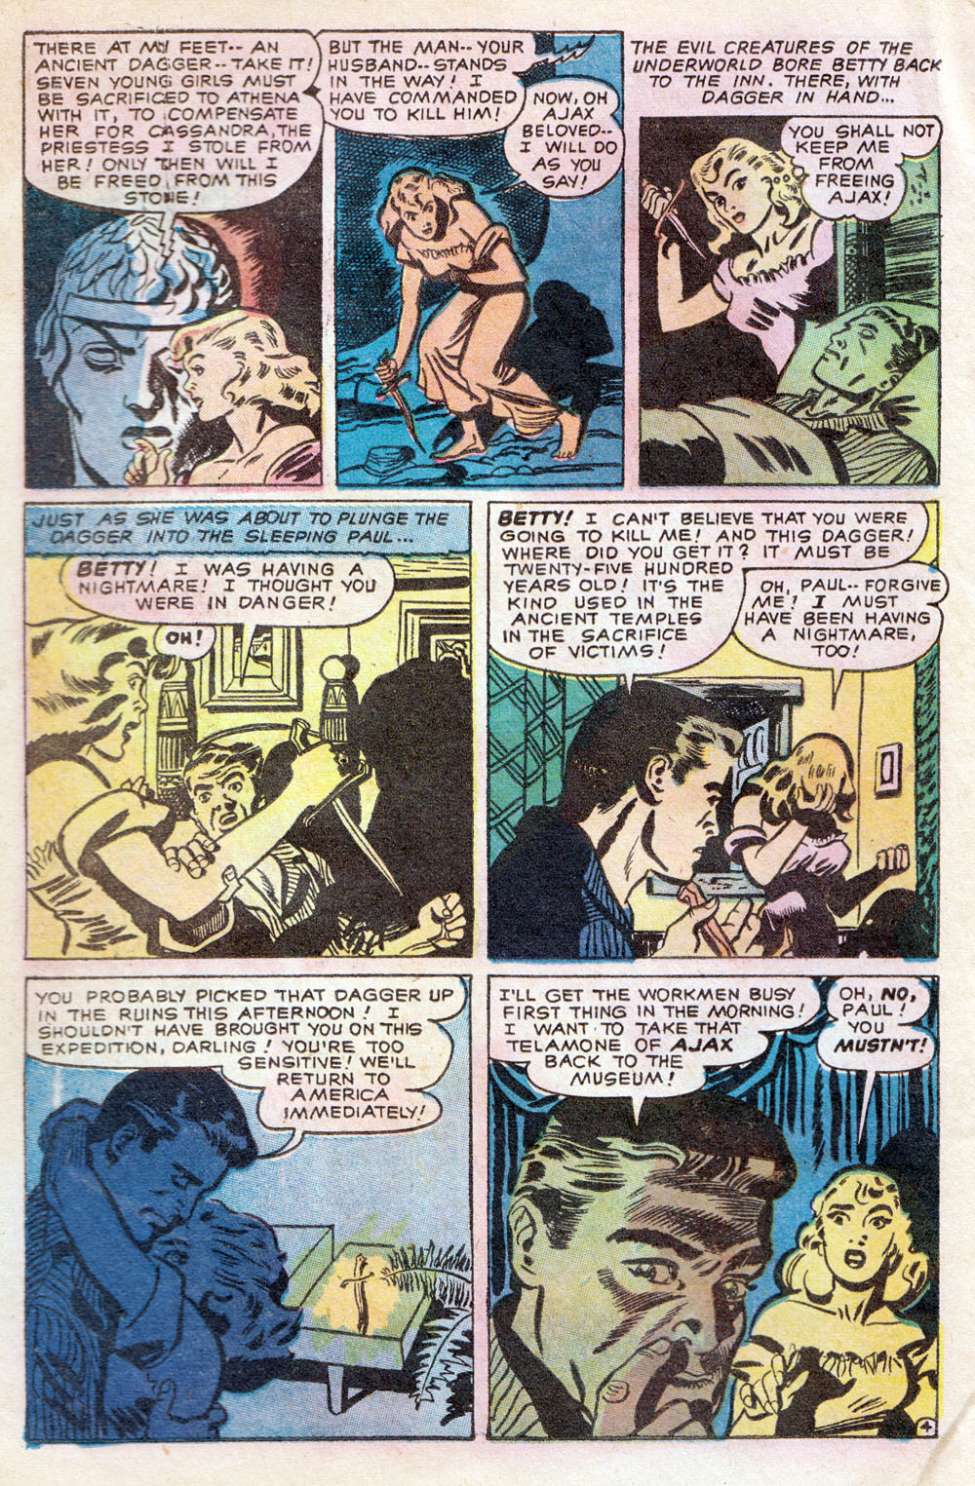 THERE AT MY FEET-- AN
ANCIENT DAGGER-- TAKE IT!
SEVEN YOUNG GIRLS MUST
BE SACRIFICED TO ATHENA
WITH IT, TO COMPENSATE
HER FOR CASSANDRA, THE
PRIESTESS I STOLE FROM
HER! ONLY THEN WILL I
BE FREED FROM THIS
STONE!
BUT THE MAN-- YOUR
HUSBAND-- STANDS
IN THE WAY! I
HAVE COMMANDED
YOU TO KILL HIM!
NOW, OH
AJAX
BELOVED--
I WILL DO
AS YOU
SAY!
THE EVIL CREATURES OF THE
UNDERWORLD BORE BETTY BACK
TO THE INN. THERE, WITH
DAGGER IN HAND...
YOU SHALL NOT
KEEP ME
FROM
FREEING
AJAX!
JUST AS SHE WAS ABOUT TO PLUNGE THE
DAGGER INTO THE SLEEPING PAUL...
BETTY! I WAS HAVING A
NIGHTMARE! I THOUGHT YOU
WERE IN DANGER!
OH!
BETTY! I CAN'T BELIEVE THAT YOU WERE
GOING TO KILL ME! AND THIS DAGGER!
WHERE DID YOU GET IT? IT MUST BE
TWENTY-FIVE HUNDRED
YEARS OLD! IT'S THE
KIND USED IN THE
ANCIENT TEMPLES
IN THE SACRIFICE
OF VICTIMS!
OH, PAUL-- FORGIVE
ME! I MUST
HAVE BEEN HAVING
A NIGHTMARE,
TOO!
YOU PROBABLY PICKED THAT DAGGER UP
IN THE RUINS THIS AFTERNOON! I
SHOULDN'T HAVE BROUGHT YOU ON THIS
EXPEDITION, DARLING! YOU'RE TOO
SENSITIVE! WE'LL
RETURN TO
AMERICA
IMMEDIATELY!
I'LL GET THE WORKMEN BUSY
FIRST THING IN THE MORNING!
I WANT TO TAKE THAT
TELAMONE OF AJAX
BACK TO THE
MUSEUM!
OH, NO,
PAUL!
YOU
MUSTN'T!
4